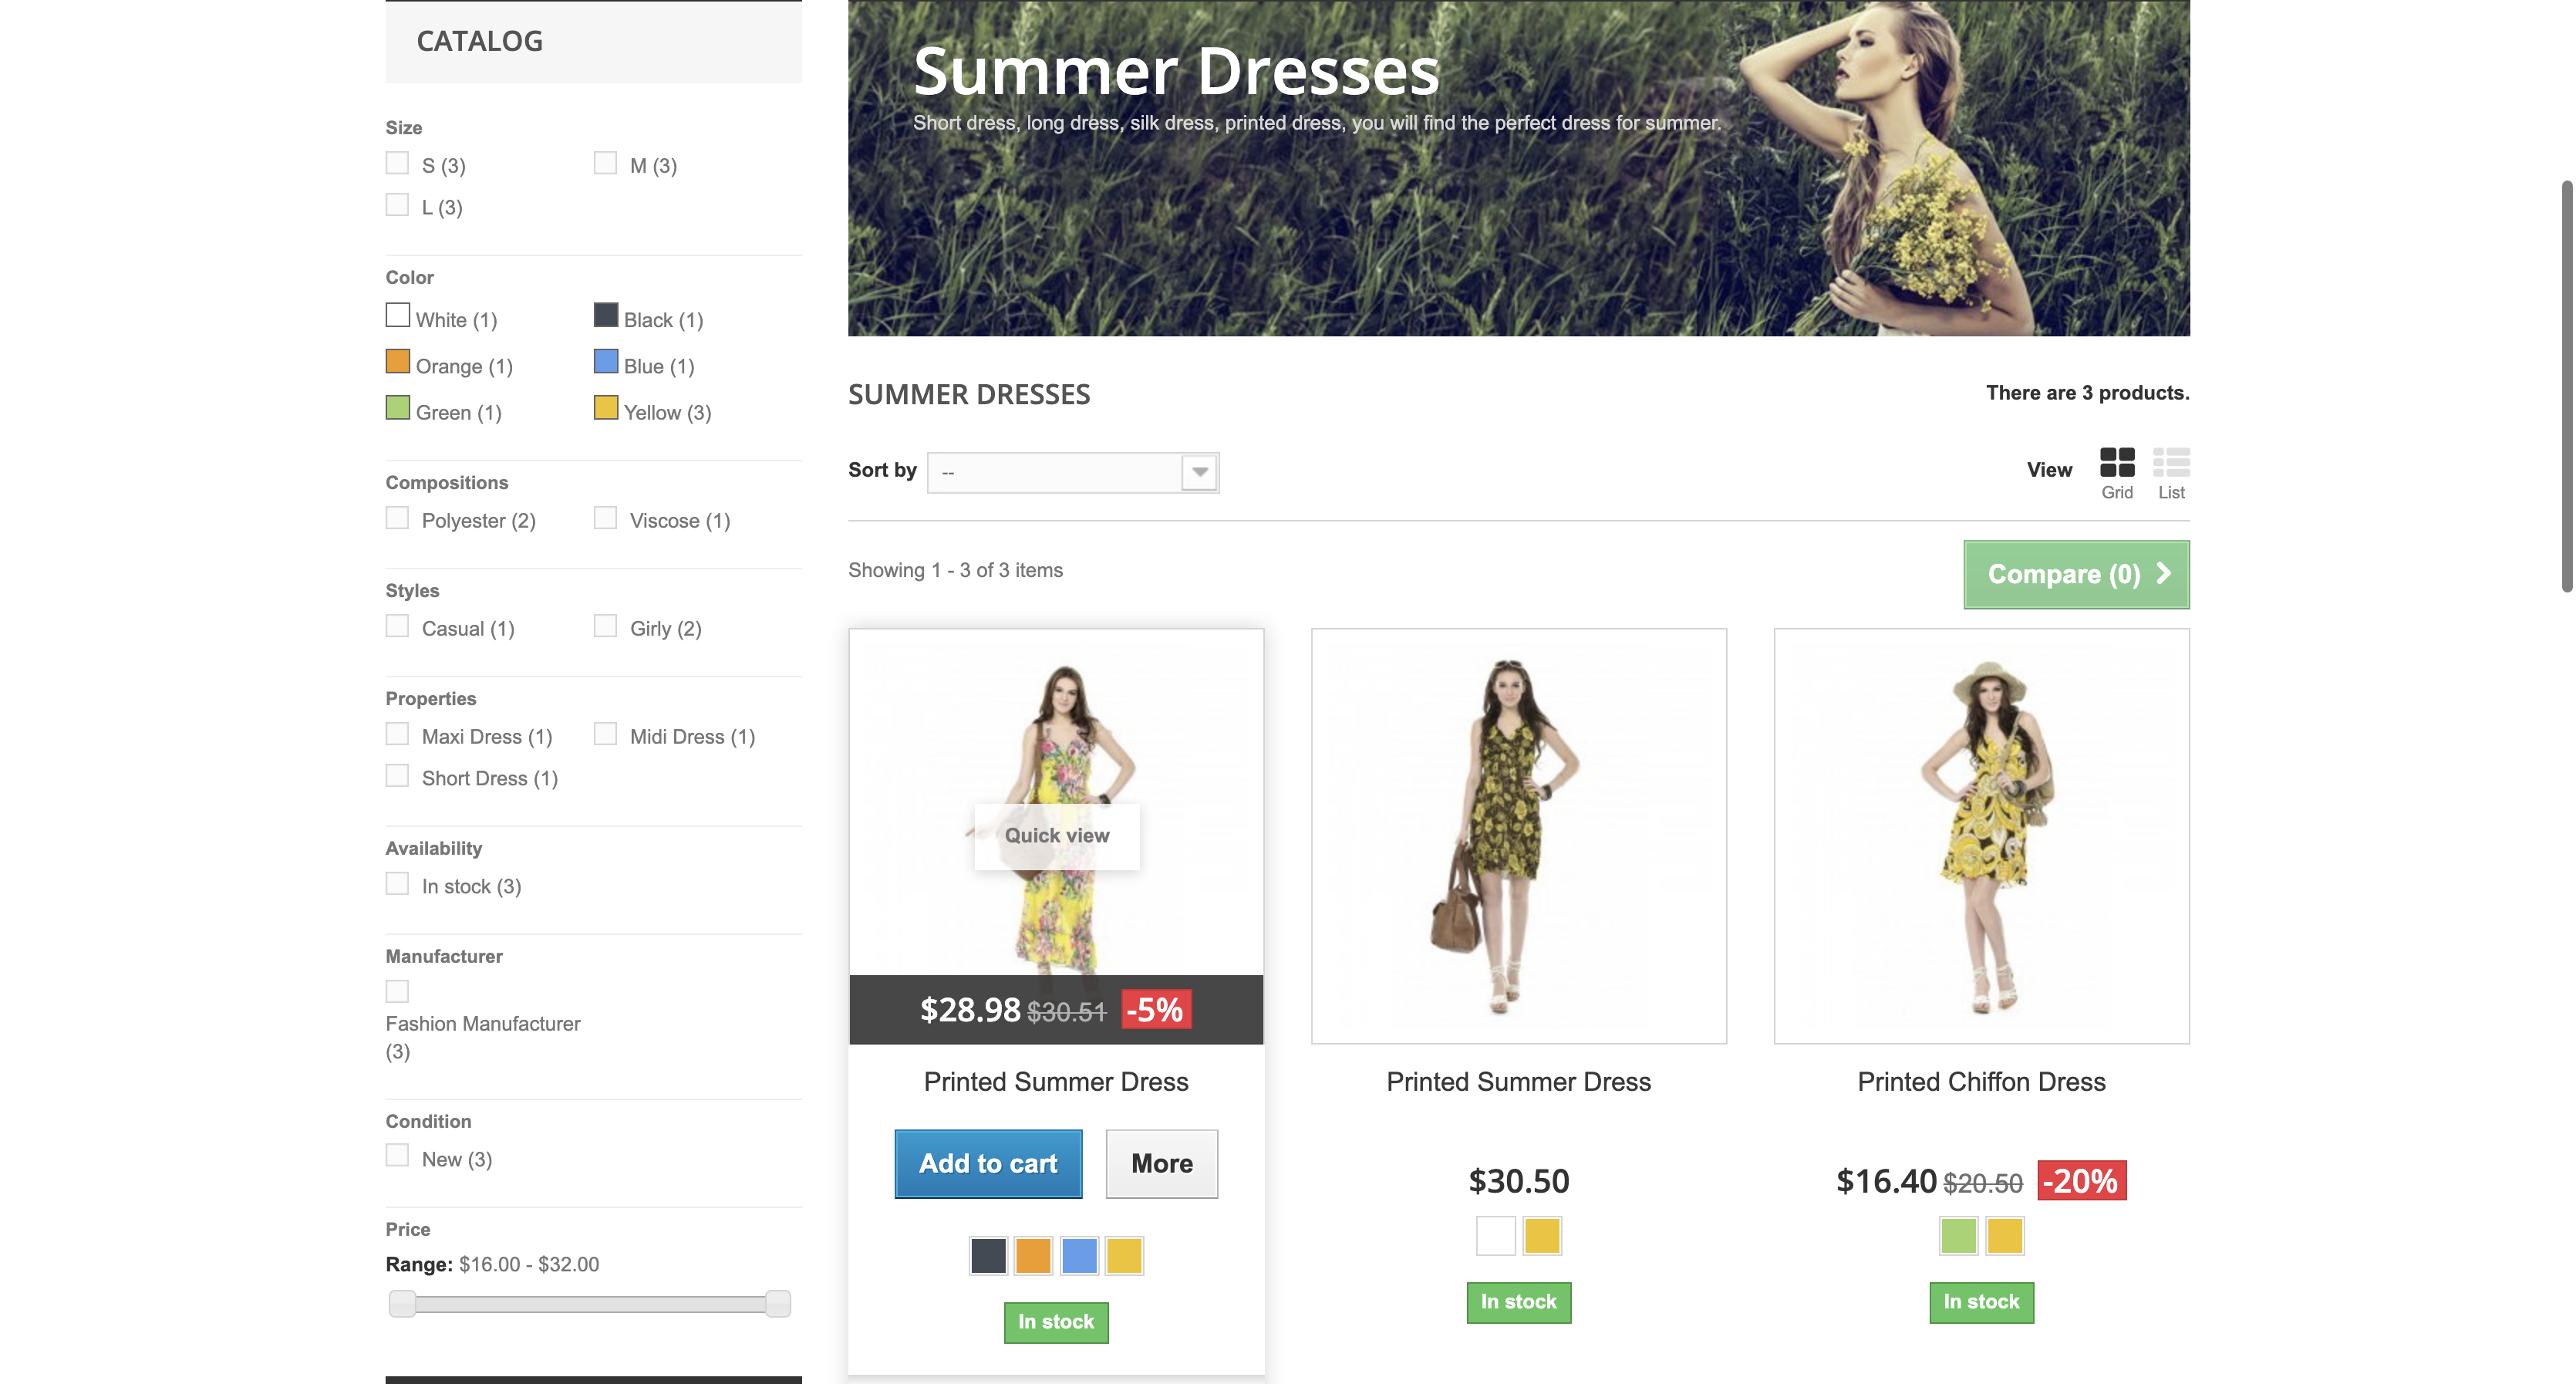 CATALOG
Size
S (3)
M (3)
L (3)
Color
White (1)
Black (1)
Orange (1)
Blue (1)
Green (1)
Yellow (3)
Compositions
Polyester (2)
Viscose (1)
Styles
Casual (1)
Girly (2)
Properties
Maxi Dress (1)
Midi Dress (1)
Short Dress (1)
Availability
In stock (3)
Manufacturer
Fashion Manufacturer
(3)
Condition
New (3)
Price
Range: $16.00 - $32.00
Summer Dresses
Short dress, long dress, silk dress, printed dress, you will find the perfect dress for summer.
SUMMER DRESSES
There are 3 products.
Sort by --
View
Grid
List
Showing 1 - 3 of 3 items
Compare (0)
Quick view
$28.98 $30.51 -5%
Printed Summer Dress
Add to cart
More
In stock
Printed Summer Dress
$30.50
In stock
Printed Chiffon Dress
$16.40 $20.50 -20%
In stock